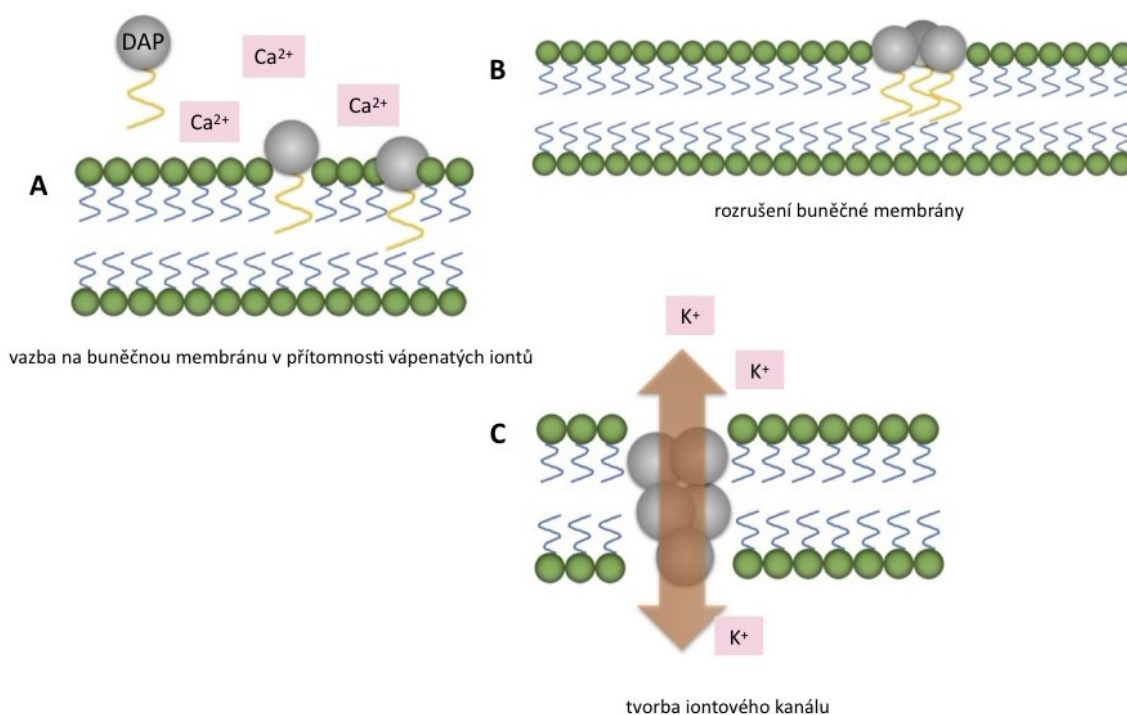 DAP
Ca²⁺
Ca²⁺
Ca²⁺
A
vazba na buněčnou membránu v přítomnosti vápenatých iontů
B
rozrušení buněčné membrány
K⁺
K⁺
C
K⁺
tvorba iontového kanálu